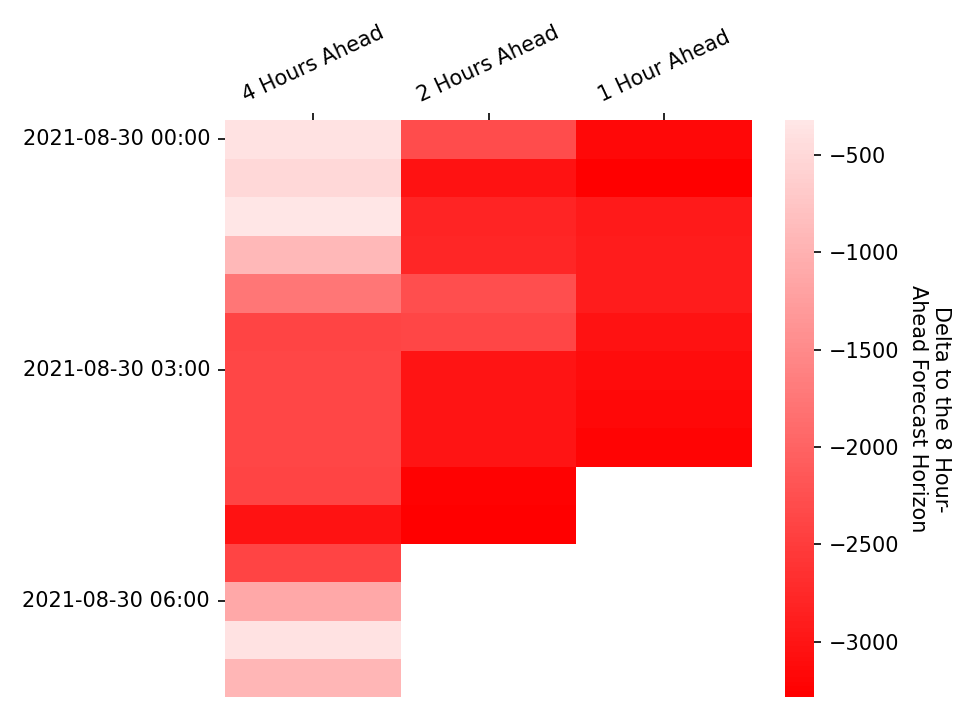 4 Hours Ahead
2 Hours Ahead
1 Hour Ahead
2021-08-30 00:00
2021-08-30 03:00
2021-08-30 06:00
−500
−1000
−1500
−2000
−2500
−3000
Delta to the 8 Hour-
Ahead Forecast Horizon